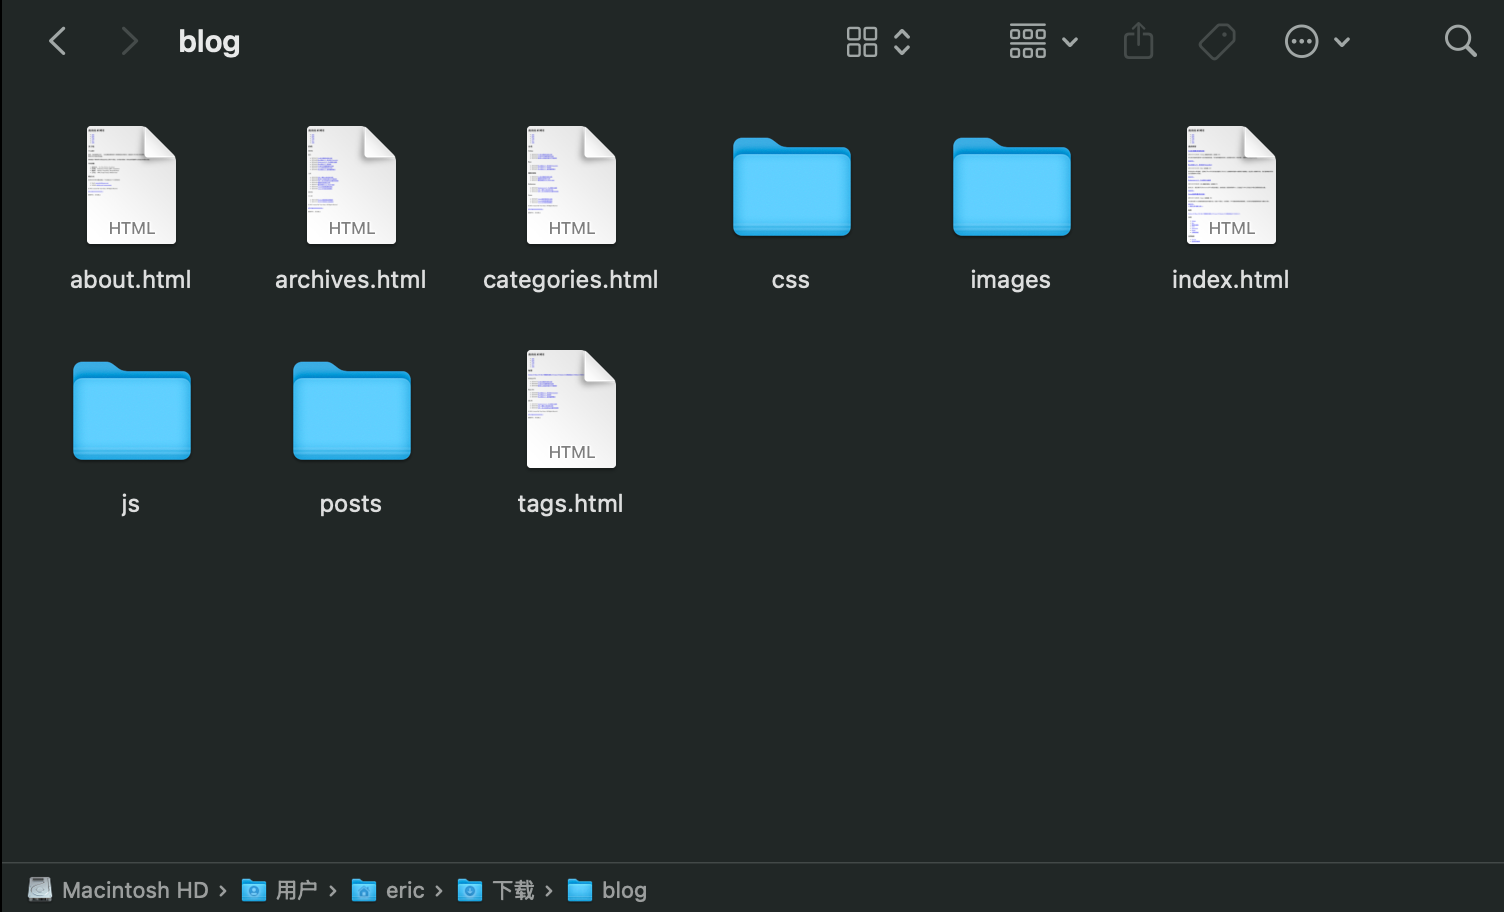 blog
HTML
HTML
HTML
HTML
about.html
archives.html
categories.html
css
images
index.html
HTML
js
posts
tags.html
Macintosh HD › 用户 › eric › 下载 › blog